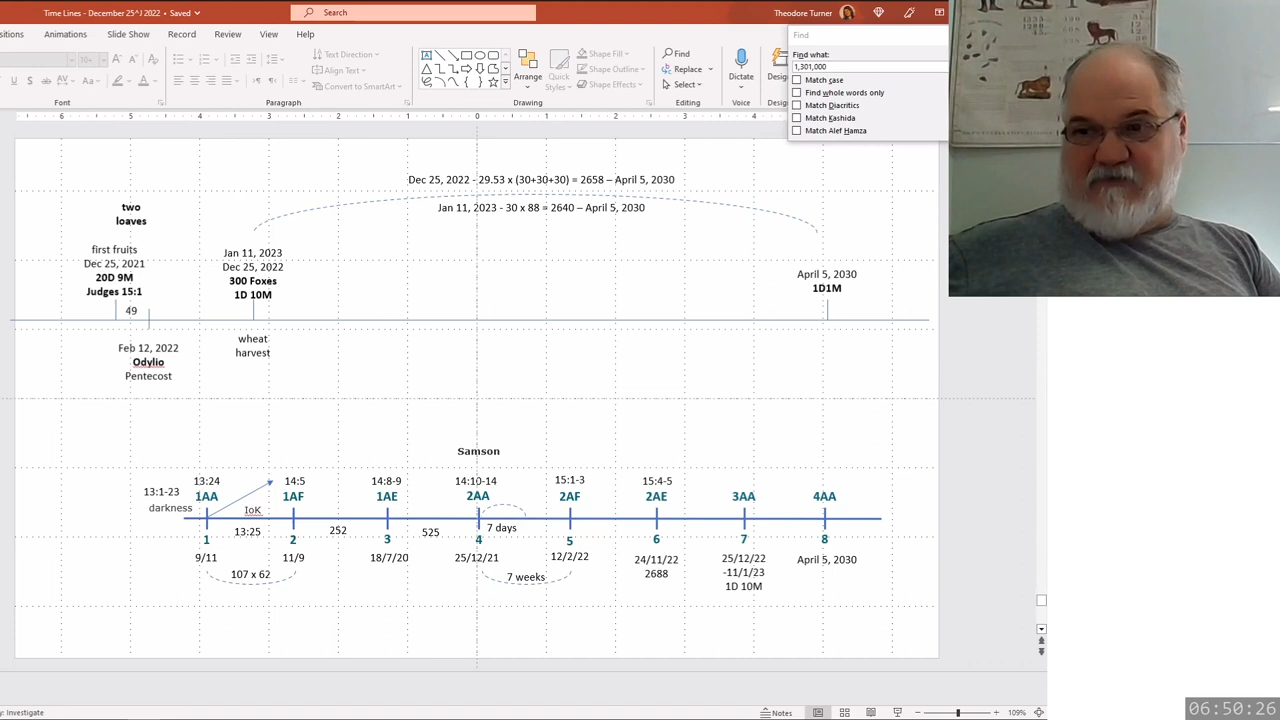 Time Lines - December 25^J 2022 • Saved
Search
Theodore Turner
sitions
Animations
Slide Show
Record
Review
View
Help
Text Direction
Align Text
Convert to SmartArt
Arrange
Quick
Styles
Shape Fill
Shape Outline
Shape Effects
Find
Replace
Select
Dictate
Font
Paragraph
Drawing
Editing
Voice
Find
Find what:
1,301,000
Match case
Find whole words only
Match Diacritics
Match Kashida
Match Alef Hamza
6 5 4 3 2 1 0 1 2 3
Dec 25, 2022 - 29.53 x (30+30+30) = 2658 – April 5, 2030
Jan 11, 2023 - 30 x 88 = 2640 – April 5, 2030
two
loaves
first fruits
Dec 25, 2021
20D 9M
Judges 15:1
49
Feb 12, 2022
Odylio
Pentecost
Jan 11, 2023
Dec 25, 2022
300 Foxes
1D 10M
wheat
harvest
April 5, 2030
1D1M
Samson
13:1-23
darkness
13:24 14:5 14:8-9 14:10-14 15:1-3 15:4-5
1AA 1AF 1AE 2AA 2AF 2AE 3AA 4AA
IoK
13:25 252 525 7 days
1 2 3 4 5 6 7 8
9/11 11/9 18/7/20 25/12/21 12/2/22 24/11/22 25/12/22 April 5, 2030
2688 -11/1/23
1D 10M
107 x 62
7 weeks
y: Investigate
Notes
109%
06:50:26